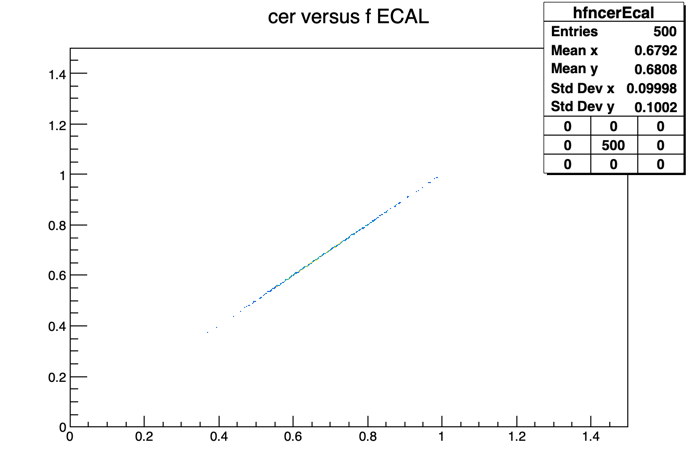 cer versus f ECAL
hfncerEcal
Entries 500
Mean x 0.6792
Mean y 0.6808
Std Dev x 0.09998
Std Dev y 0.1002
0 0 0
0 500 0
0 0 0
1.4
1.2
1
0.8
0.6
0.4
0.2
0
0 0.2 0.4 0.6 0.8 1 1.2 1.4